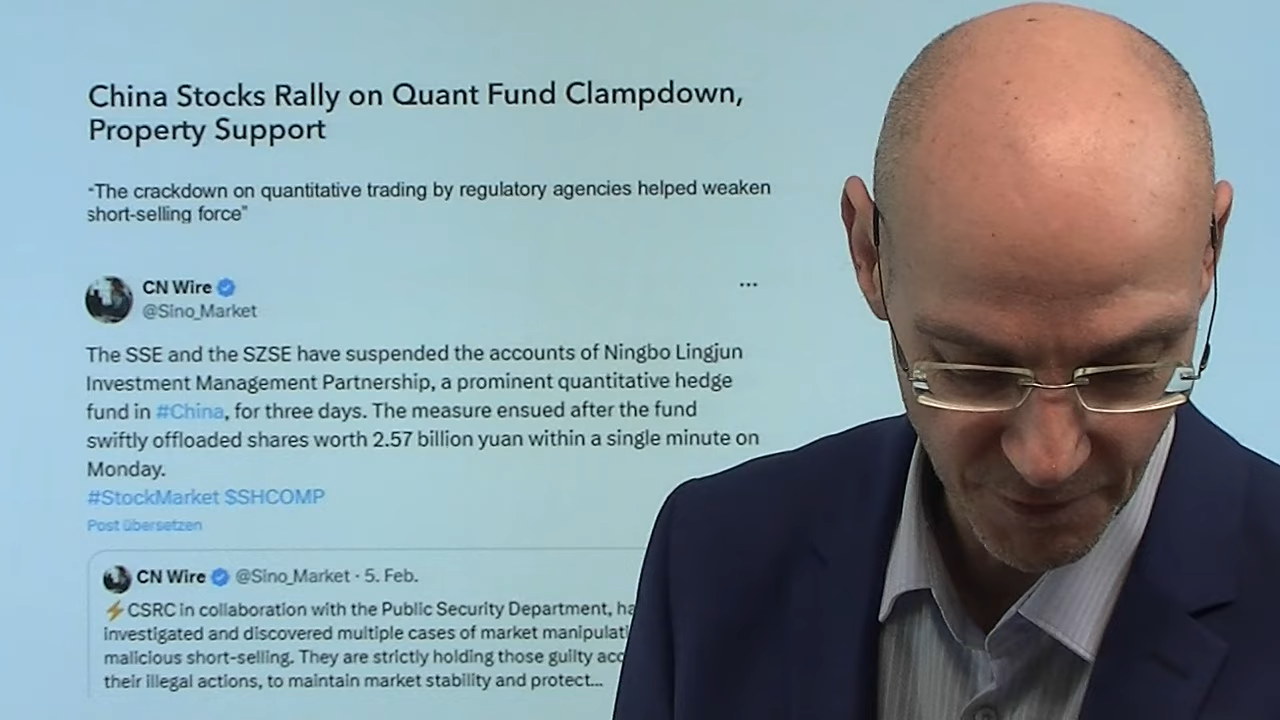 China Stocks Rally on Quant Fund Clampdown,
Property Support
“The crackdown on quantitative trading by regulatory agencies helped weaken
short-selling force”
CN Wire
@Sino_Market
The SSE and the SZSE have suspended the accounts of Ningbo Lingjun
Investment Management Partnership, a prominent quantitative hedge
fund in #China, for three days. The measure ensued after the fund
swiftly offloaded shares worth 2.57 billion yuan within a single minute on
Monday.
#StockMarket $SHCOMP
Post übersetzen
CN Wire @Sino_Market · 5. Feb.
⚡CSRC in collaboration with the Public Security Department,
investigated and discovered multiple cases of market
malicious short-selling. They are strictly holding those guilty
their illegal actions, to maintain market stability and protect...